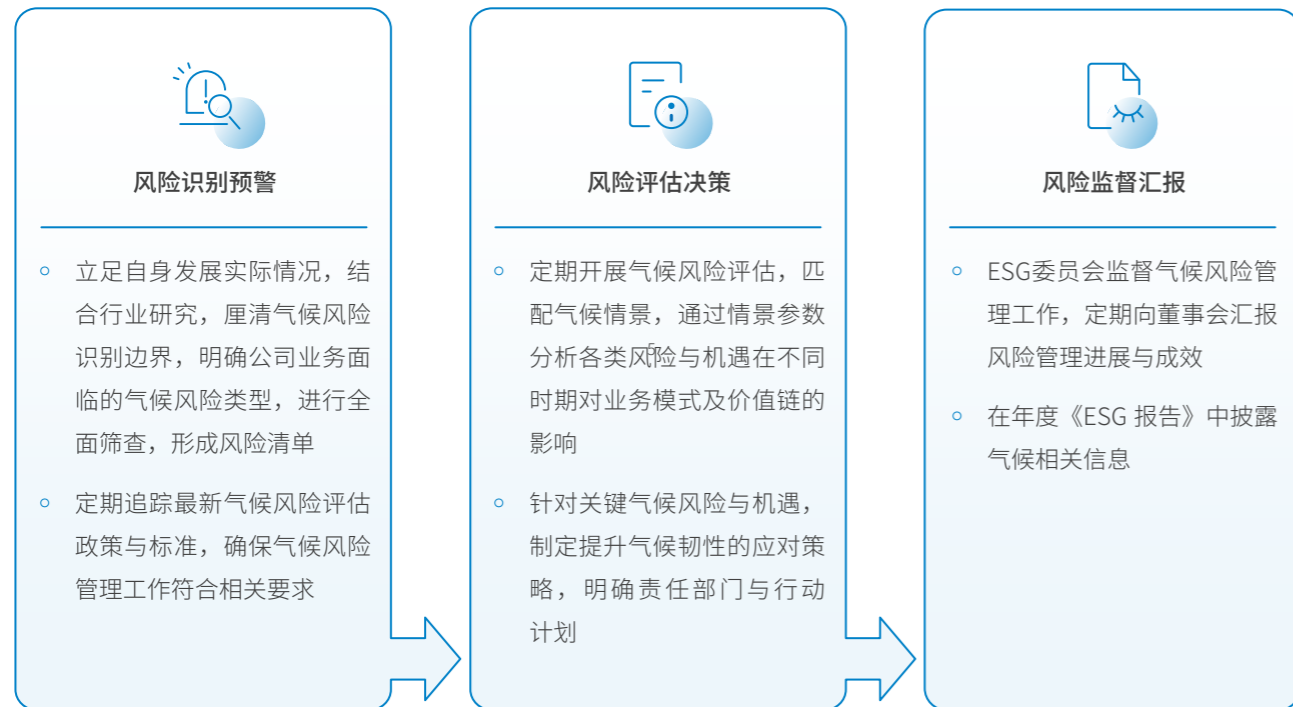 风险识别预警
立足自身发展实际情况，结
合行业研究，厘清气候风险
识别边界，明确公司业务面
临的气候风险类型，进行全
面筛查，形成风险清单
定期追踪最新气候风险评估
政策与标准，确保气候风险
管理工作符合相关要求
风险评估决策
定期开展气候风险评估，匹
配气候情景，通过情景参数
分析各类风险与机遇在不同
时期对业务模式及价值链的
影响
针对关键气候风险与机遇，
制定提升气候韧性的应对策
略，明确责任部门与行动
计划
风险监督汇报
ESG委员会监督气候风险管
理工作，定期向董事会汇报
风险管理进展与成效
在年度《ESG 报告》中披露
气候相关信息